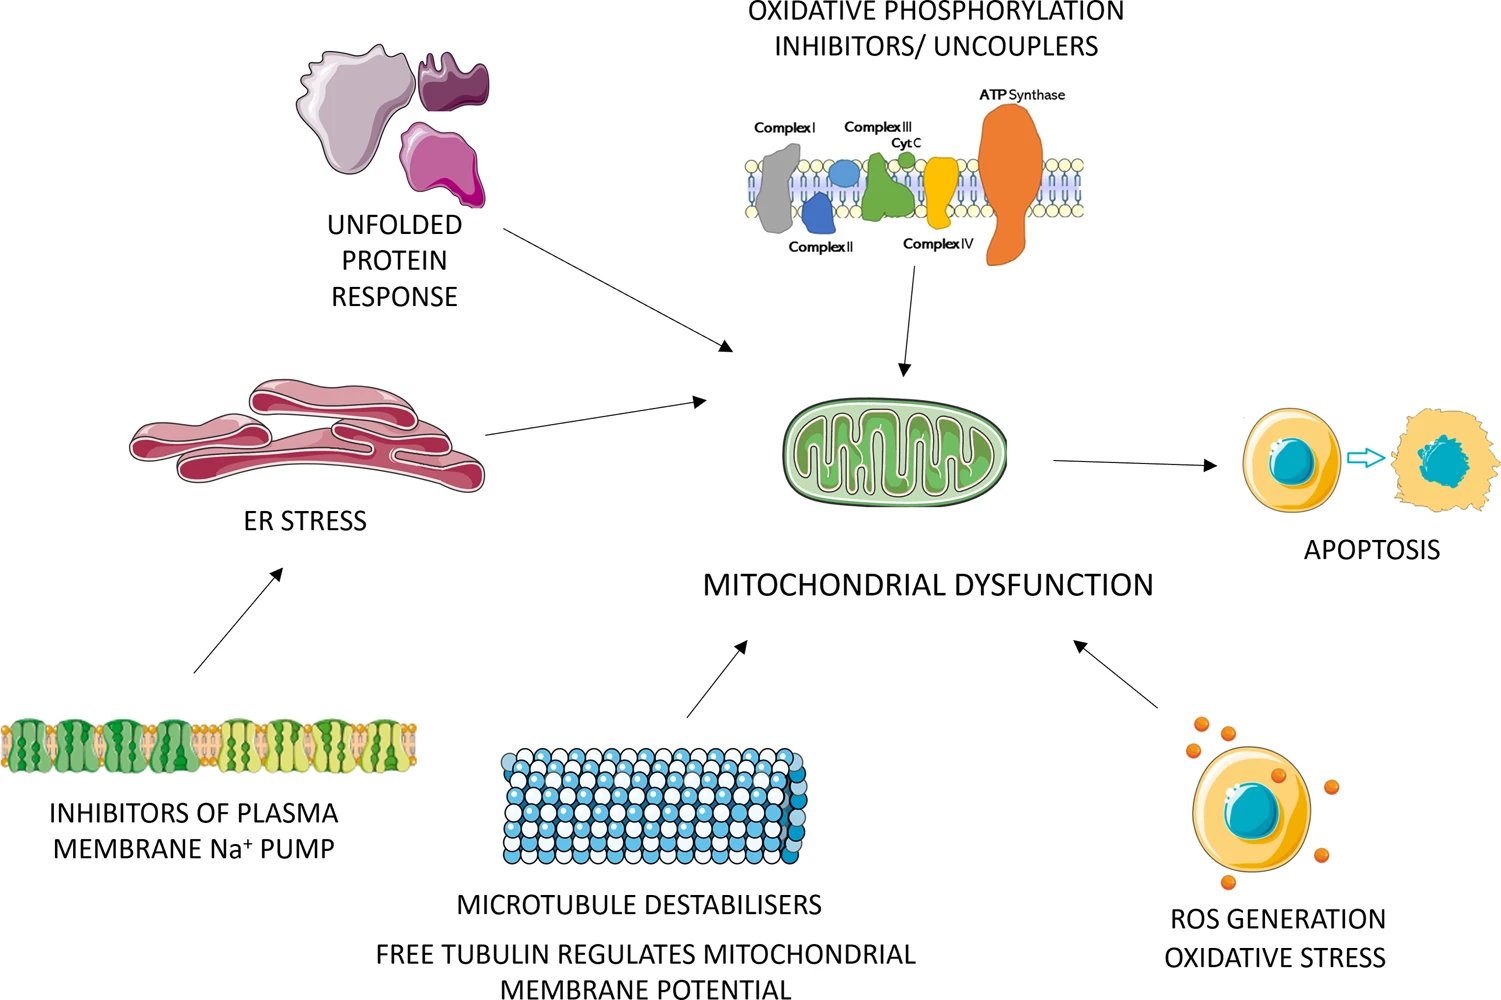 OXIDATIVE PHOSPHORYLATION
INHIBITORS/ UNCOUPLERS
ATP Synthase
Complex I
Complex III
Cyt C
Complex II
Complex IV
UNFOLDED
PROTEIN
RESPONSE
ER STRESS
APOPTOSIS
MITOCHONDRIAL DYSFUNCTION
INHIBITORS OF PLASMA
MEMBRANE Na⁺ PUMP
MICROTUBULE DESTABILISERS
FREE TUBULIN REGULATES MITOCHONDRIAL
MEMBRANE POTENTIAL
ROS GENERATION
OXIDATIVE STRESS